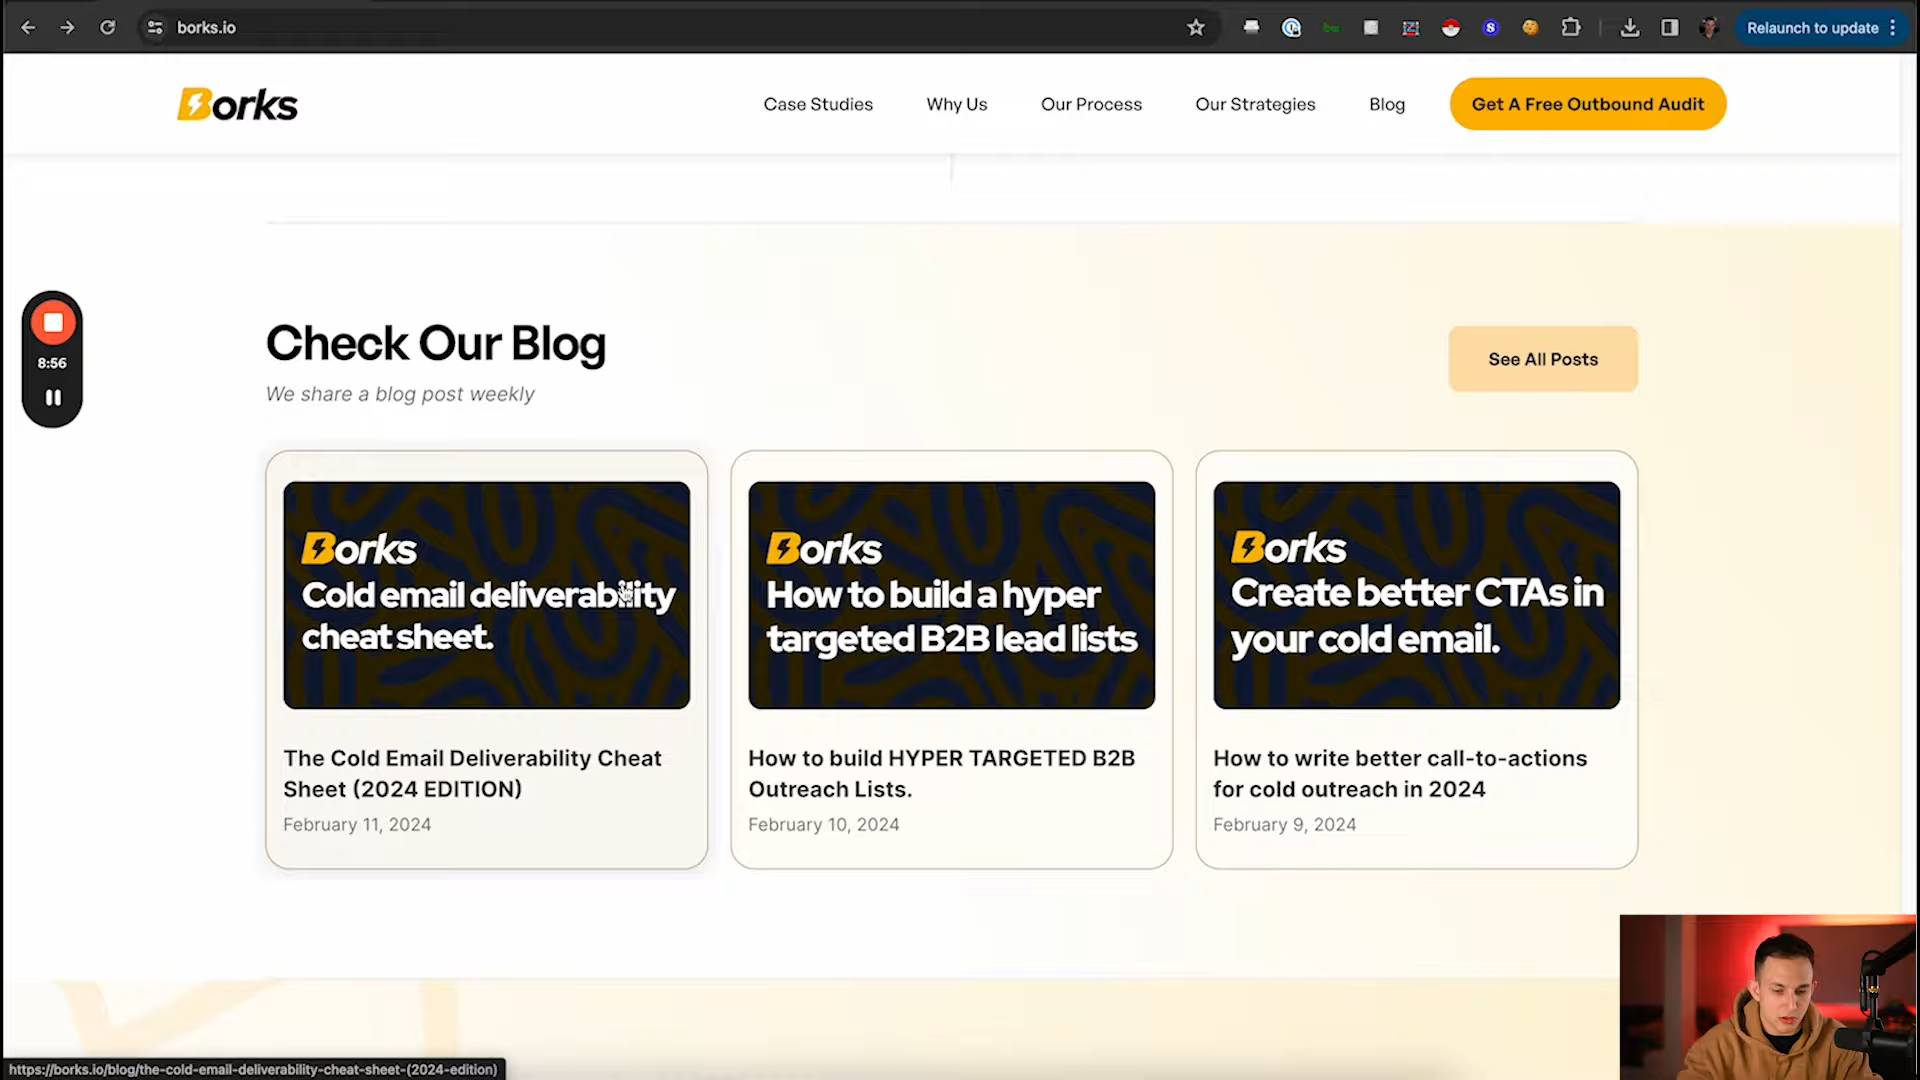 borks.io
Relaunch to update
Borks
Case Studies
Why Us
Our Process
Our Strategies
Blog
Get A Free Outbound Audit
8:56
Check Our Blog
We share a blog post weekly
See All Posts
Borks
Cold email deliverability
cheat sheet.
The Cold Email Deliverability Cheat
Sheet (2024 EDITION)
February 11, 2024
Borks
How to build a hyper
targeted B2B lead lists
How to build HYPER TARGETED B2B
Outreach Lists.
February 10, 2024
Borks
Create better CTAs in
your cold email.
How to write better call-to-actions
for cold outreach in 2024
February 9, 2024
https://borks.io/blog/the-cold-email-deliverability-cheat-sheet-(2024-edition)